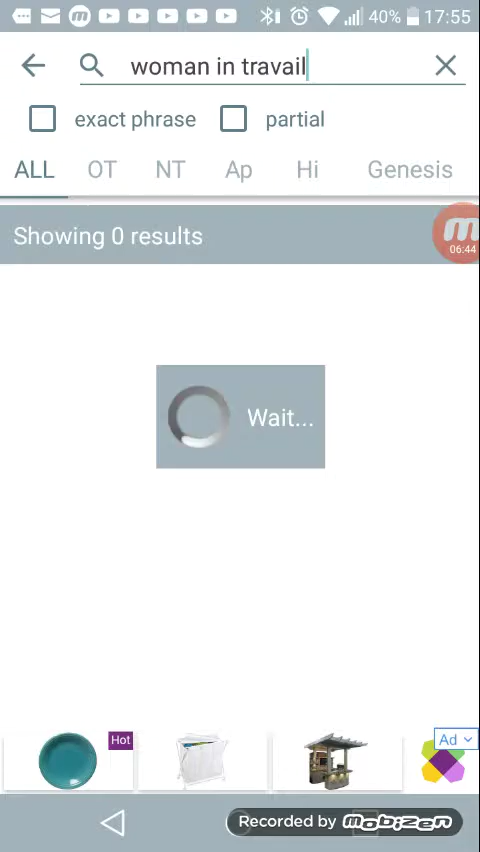 40% 17:55
woman in travail
exact phrase partial
ALL OT NT Ap Hi Genesis
Showing 0 results
06:44
Wait...
Hot
Ad
Recorded by mobizen